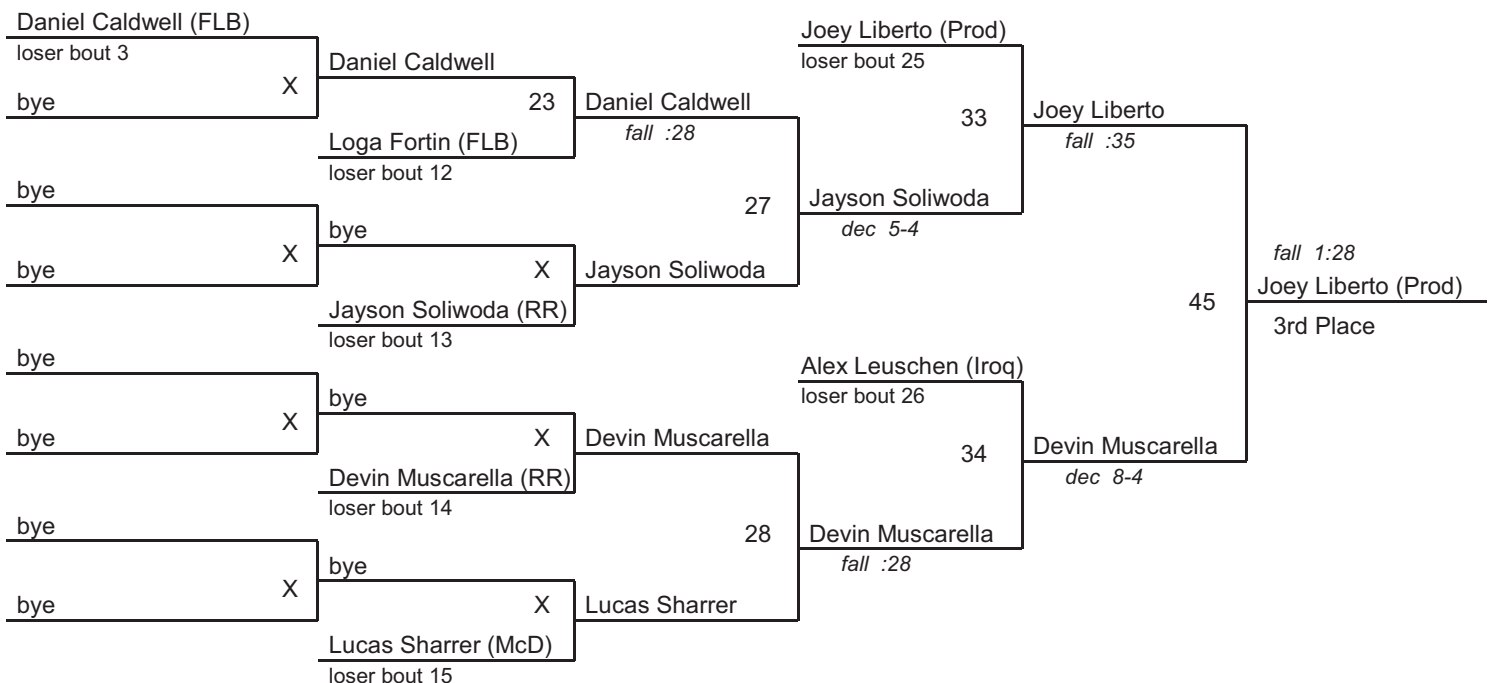 Daniel Caldwell (FLB)
loser bout 3
X
bye
Daniel Caldwell
23
Loga Fortin (FLB)
loser bout 12
bye
X
bye
bye
X
Jayson Soliwoda (RR)
loser bout 13
bye
X
bye
bye
X
Devin Muscarella (RR)
loser bout 14
bye
X
bye
bye
X
Lucas Sharrer (McD)
loser bout 15
Daniel Caldwell
fall :28
27
Jayson Soliwoda
Devin Muscarella
28
Lucas Sharrer
Joey Liberto (Prod)
loser bout 25
33
Jayson Soliwoda
dec 5-4
Alex Leuschen (Iroq)
loser bout 26
34
Devin Muscarella
fall :28
Joey Liberto
fall :35
45
Devin Muscarella
dec 8-4
fall 1:28
Joey Liberto (Prod)
3rd Place